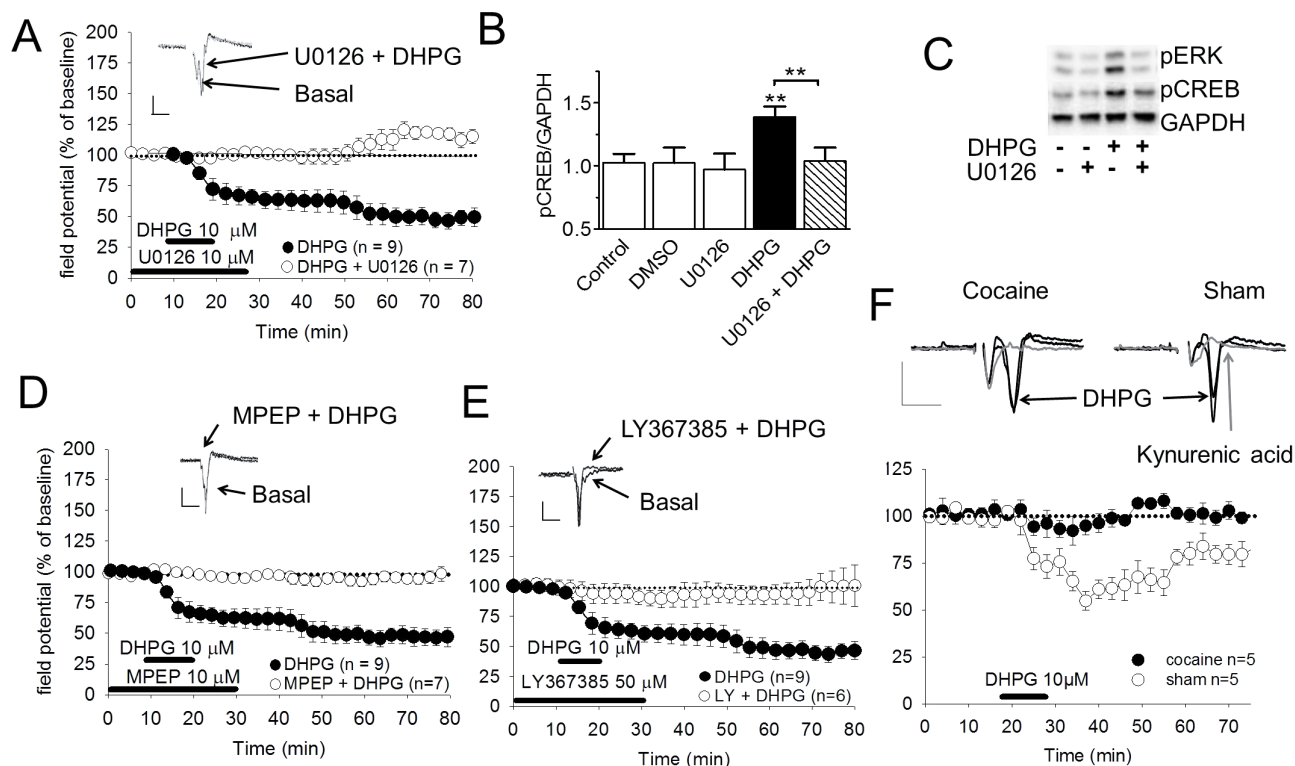 A
200
175
150
125
100
75
50
25
0
field potential (% of baseline)
U0126 + DHPG
Basal
DHPG 10 μM
U0126 10 μM
DHPG (n = 9)
DHPG + U0126 (n = 7)
0 10 20 30 40 50 60 70 80
Time (min)
B
pCREB/GAPDH
1.5
1.0
0.5
**
**
Control
DMSO
U0126
DHPG
U0126 + DHPG
C
pERK
pCREB
GAPDH
DHPG - - + +
U0126 - + - +
D
MPEP + DHPG
Basal
200
175
150
125
100
75
50
25
0
field potential (% of baseline)
DHPG 10 μM
MPEP 10 μM
DHPG (n = 9)
MPEP + DHPG (n=7)
0 10 20 30 40 50 60 70 80
Time (min)
E
LY367385 + DHPG
Basal
200
175
150
125
100
75
50
25
0
DHPG 10 μM
LY367385 50 μM
DHPG (n=9)
LY + DHPG (n=6)
0 10 20 30 40 50 60 70 80
Time (min)
F
Cocaine
Sham
DHPG
Kynurenic acid
125
100
75
50
25
0
DHPG 10μM
cocaine n=5
sham n=5
0 10 20 30 40 50 60 70
Time (min)